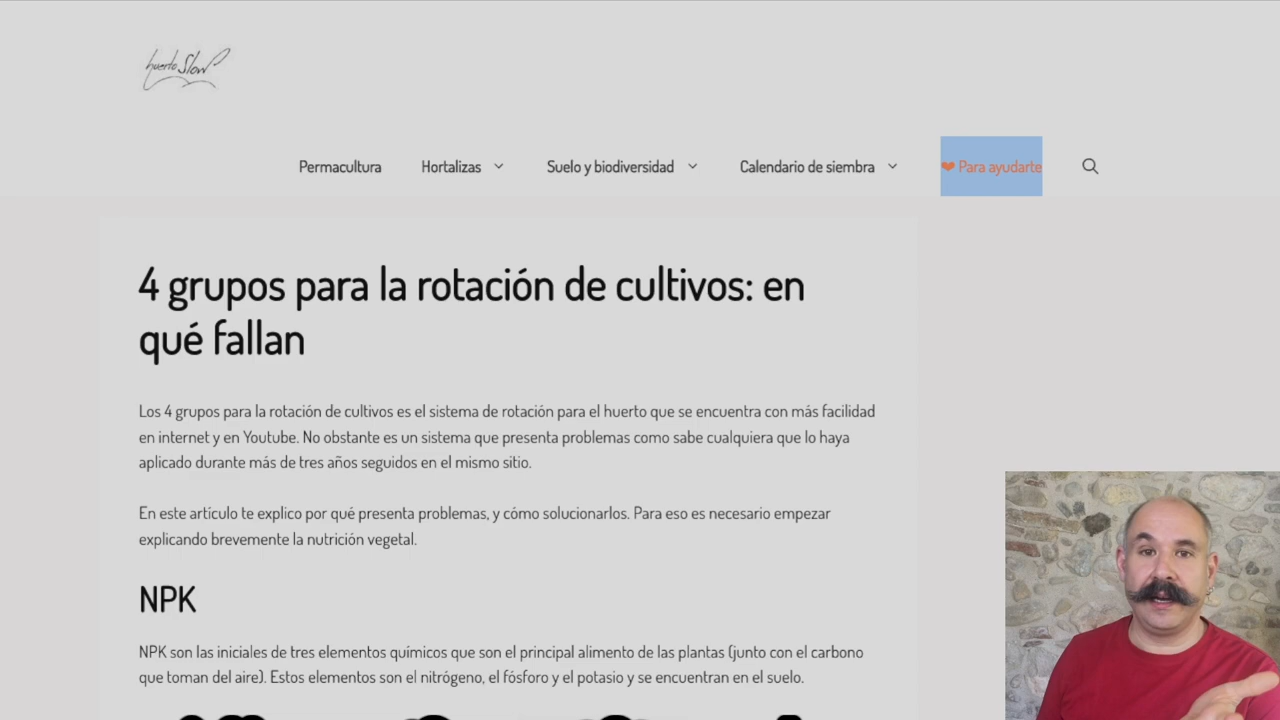 huerto Slow
Permacultura
Hortalizas
Suelo y biodiversidad
Calendario de siembra
❤ Para ayudarte
4 grupos para la rotación de cultivos: en
qué fallan
Los 4 grupos para la rotación de cultivos es el sistema de rotación para el huerto que se encuentra con más facilidad
en internet y en Youtube. No obstante es un sistema que presenta problemas como sabe cualquiera que lo haya
aplicado durante más de tres años seguidos en el mismo sitio.
En este artículo te explico por qué presenta problemas, y cómo solucionarlos. Para eso es necesario empezar
explicando brevemente la nutrición vegetal.
NPK
NPK son las iniciales de tres elementos químicos que son el principal alimento de las plantas (junto con el carbono
que toman del aire). Estos elementos son el nitrógeno, el fósforo y el potasio y se encuentran en el suelo.